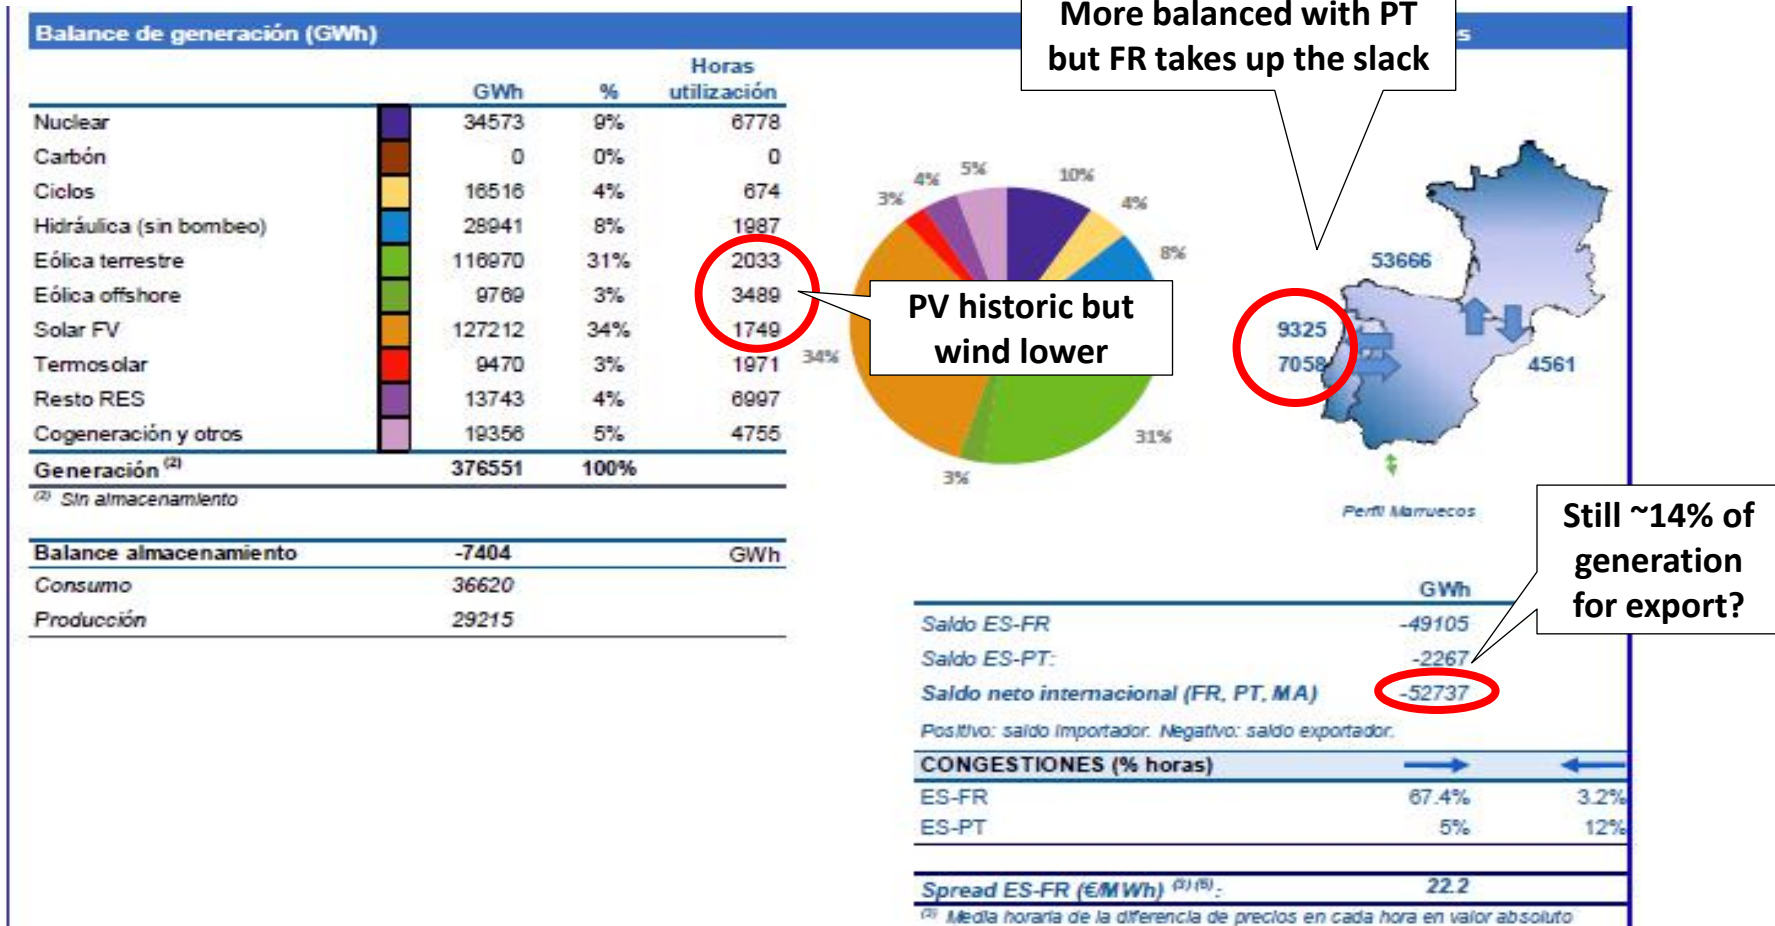 More balanced with PT
but FR takes up the slack
Balance de generación (GWh)
s
GWh % Horas utilización
Nuclear 34573 9% 6778
Carbón 0 0% 0
Ciclos 16516 4% 674
Hidráulica (sin bombeo) 28941 8% 1987
Eólica terrestre 116970 31% 2033
Eólica offshore 9769 3% 3489
Solar FV 127212 34% 1749
Termosolar 9470 3% 1971
Resto RES 13743 4% 6997
Cogeneración y otros 19356 5% 4755
Generación (2) 376551 100%
(2) Sin almacenamiento
Balance almacenamiento -7404 GWh
Consumo 36620
Producción 29215
10%
4%
8%
31%
3%
34%
3%
4%
5%
PV historic but
wind lower
53666
9325
7058
4561
Perfil Marruecos
Still ~14% of
generation
for export?
GWh
Saldo ES-FR -49105
Saldo ES-PT: -2267
Saldo neto internacional (FR, PT, MA) -52737
Positivo: saldo importador. Negativo: saldo exportador.
CONGESTIONES (% horas)
ES-FR 67.4% 3.2%
ES-PT 5% 12%
Spread ES-FR (€/MWh) (3) (5): 22.2
(3) Media horaria de la diferencia de precios en cada hora en valor absoluto